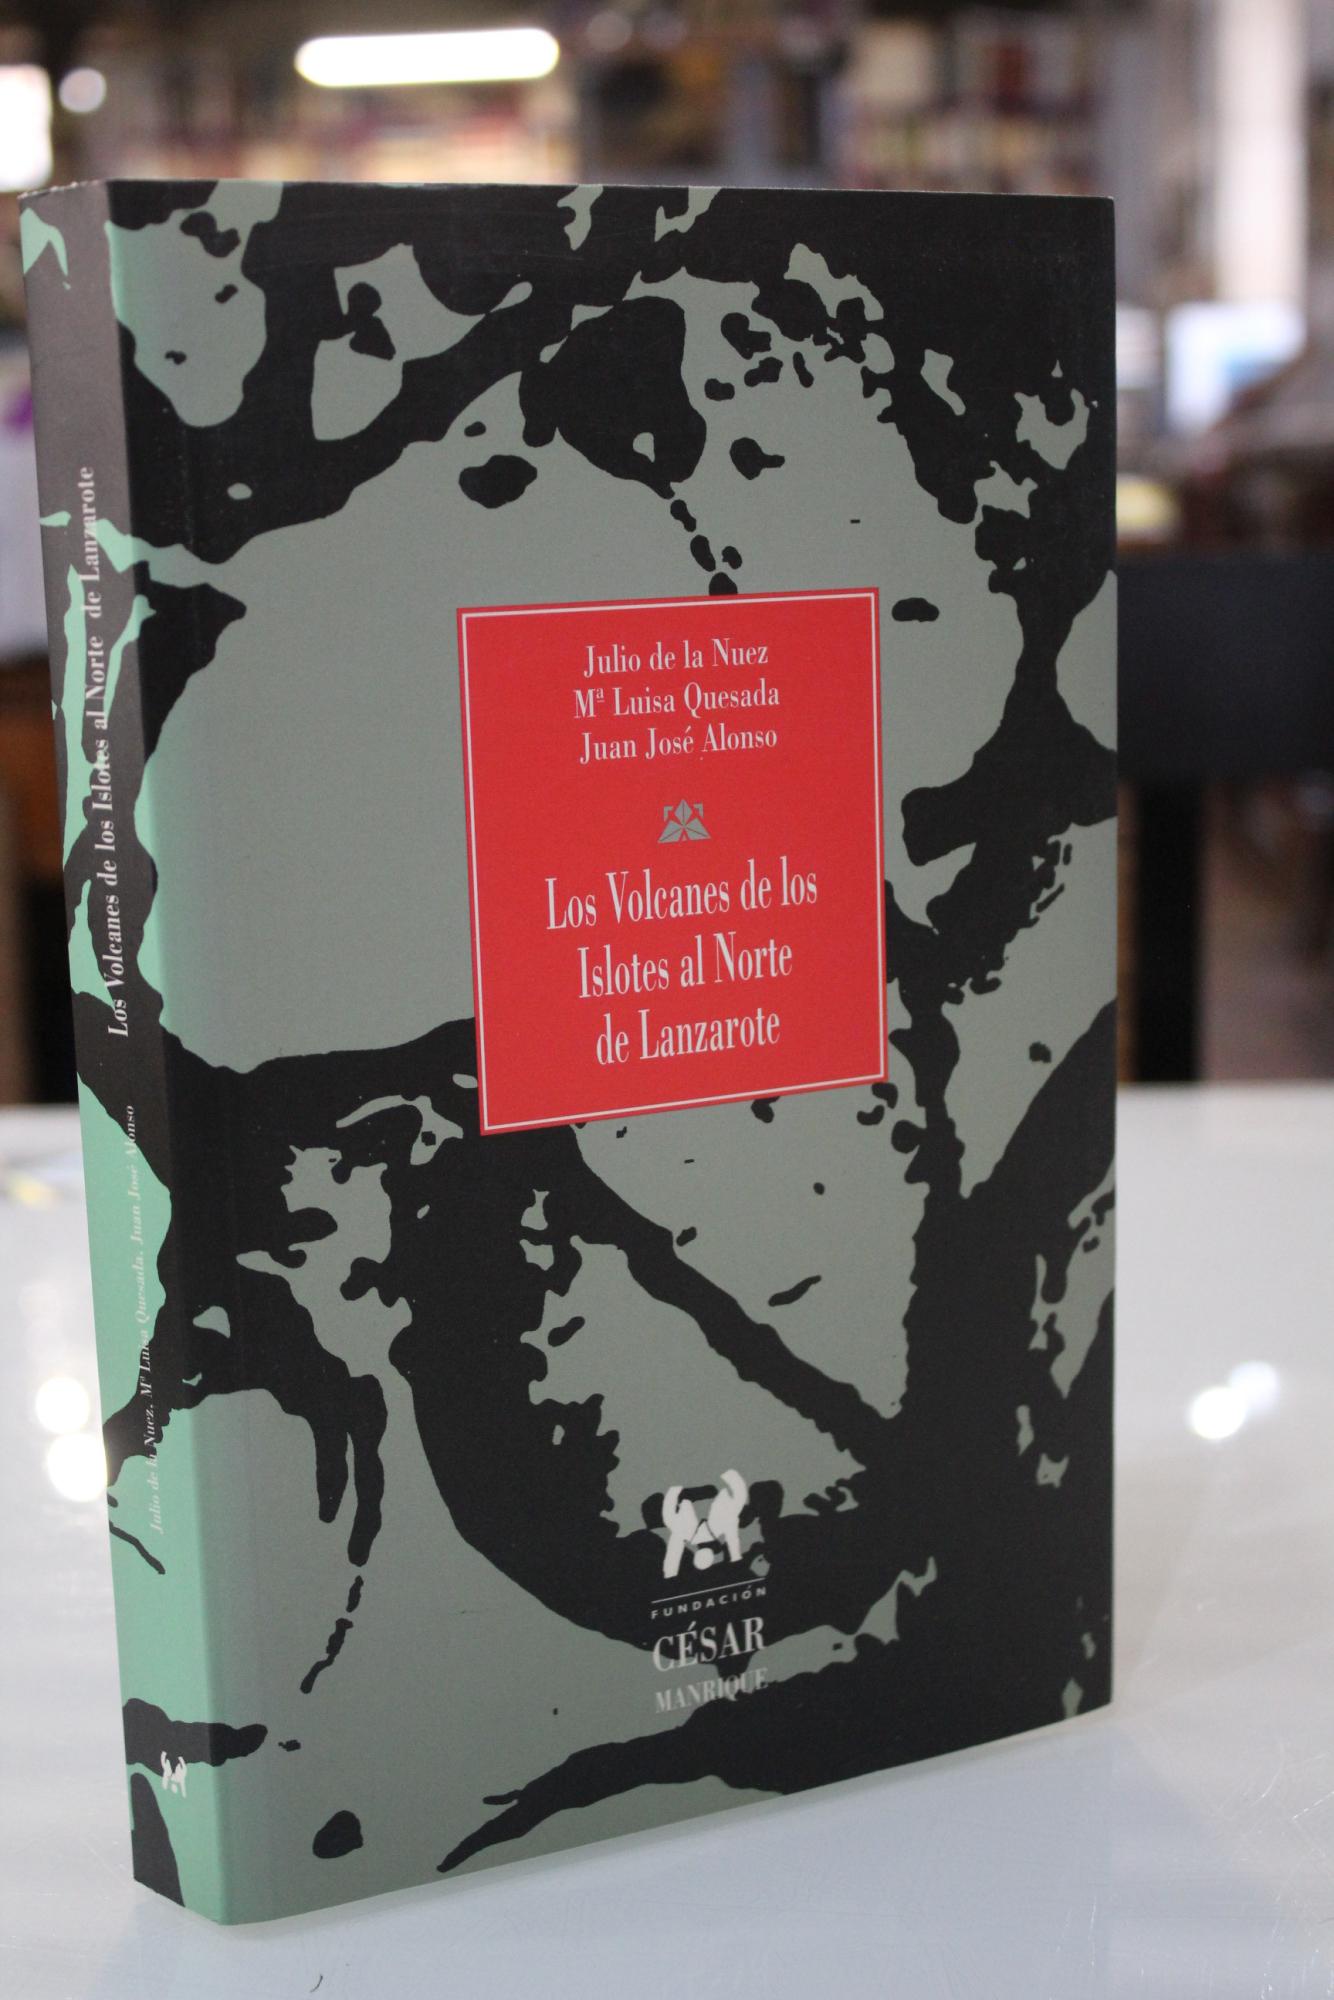 Julio de la Nuez
Mª Luisa Quesada
Juan José Alonso
Los Volcanes de los
Islotes al Norte
de Lanzarote
FUNDACIÓN
CÉSAR
MANRIQUE
Los Volcanes de los Islotes al Norte de Lanzarote
Julio de la Nuez, Mª Luisa Quesada, Juan José Alonso